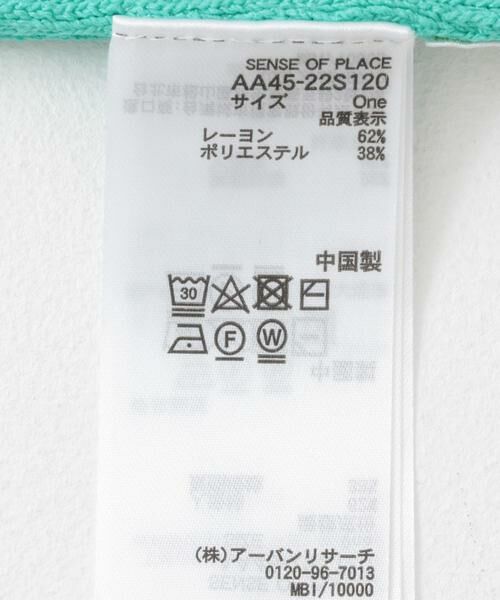 SENSE OF PLACE
AA45-22S120
サイズ One
品質表示
レーヨン 62%
ポリエステル 38%
中国製
30
F W
(株)アーバンリサーチ
0120-96-7013
MBI/10000